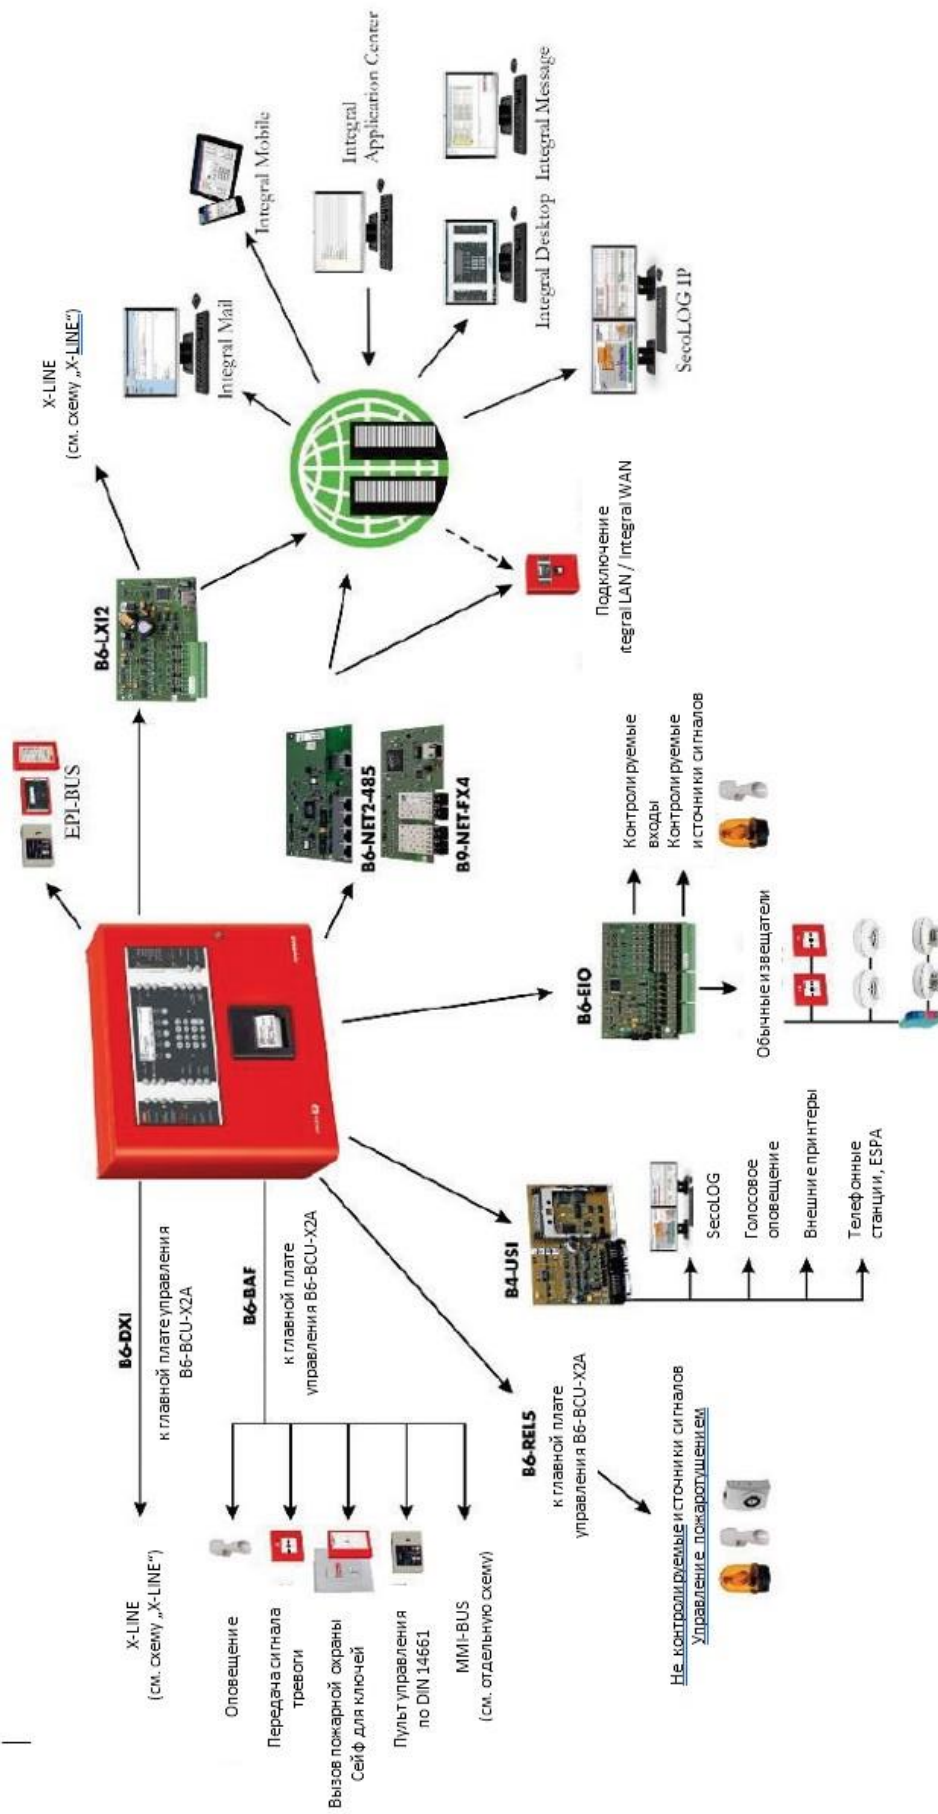 X-LINE
(см. схему „X-LINE“)
B6-DXI
к главной плате управления
B6-BCU-X2A
Оповещение
Передача сигнала
тревоги
Вызов пожарной охраны
Сейф для ключей
Пульт управления
по DIN 14661
MMI-BUS
(см. отдельную схему)
B6-BAF
к главной плате
управления B6-BCU-X2A
B6-REL5
к главной плате
управления B6-BCU-X2A
Не контролируемые источники сигналов
Управление пожаротушением
B4-USI
SecoLOG
Голосовое
оповещение
Внешние принтеры
Телефонные
станции, ESPA
B6-EIO
Обычные извещатели
Контролируемые
входы
Контролируемые
источники сигналов
EPI-BUS
B6-NET2-485
B9-NET-FX4
B6-LXI2
X-LINE
(см. схему „X-LINE“)
Подключение
tegral LAN / Integral WAN
Integral Mail
Integral Mobile
Integral
Application Center
Integral Desktop
Integral Message
SecoLOG IP